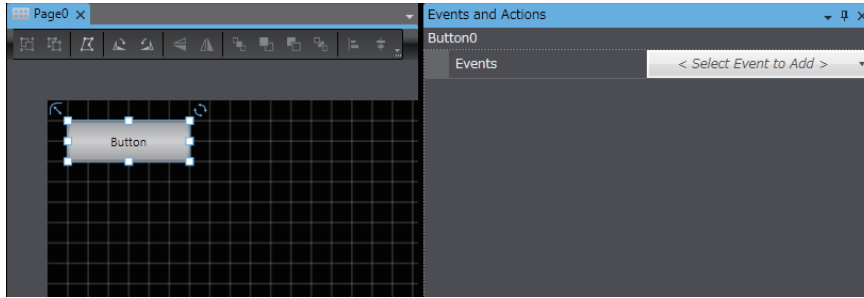 Page0
Events and Actions
Button0
Events
< Select Event to Add >
Button